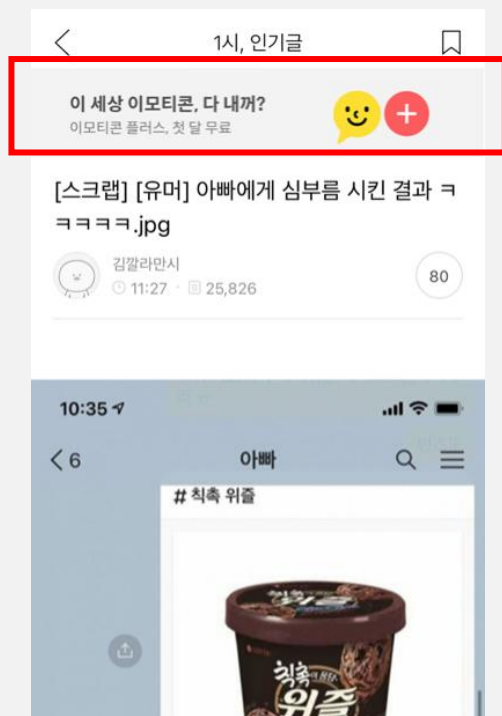 1시, 인기글
이 세상 이모티콘, 다 내꺼?
이모티콘 플러스, 첫 달 무료
[스크랩] [유머] 아빠에게 심부름 시킨 결과 ㅋ
ㅋㅋㅋㅋ.jpg
김깔라만시
11:27 · 25,826
80
10:35
6
아빠
# 칙촉 위즐
칙촉
위즐